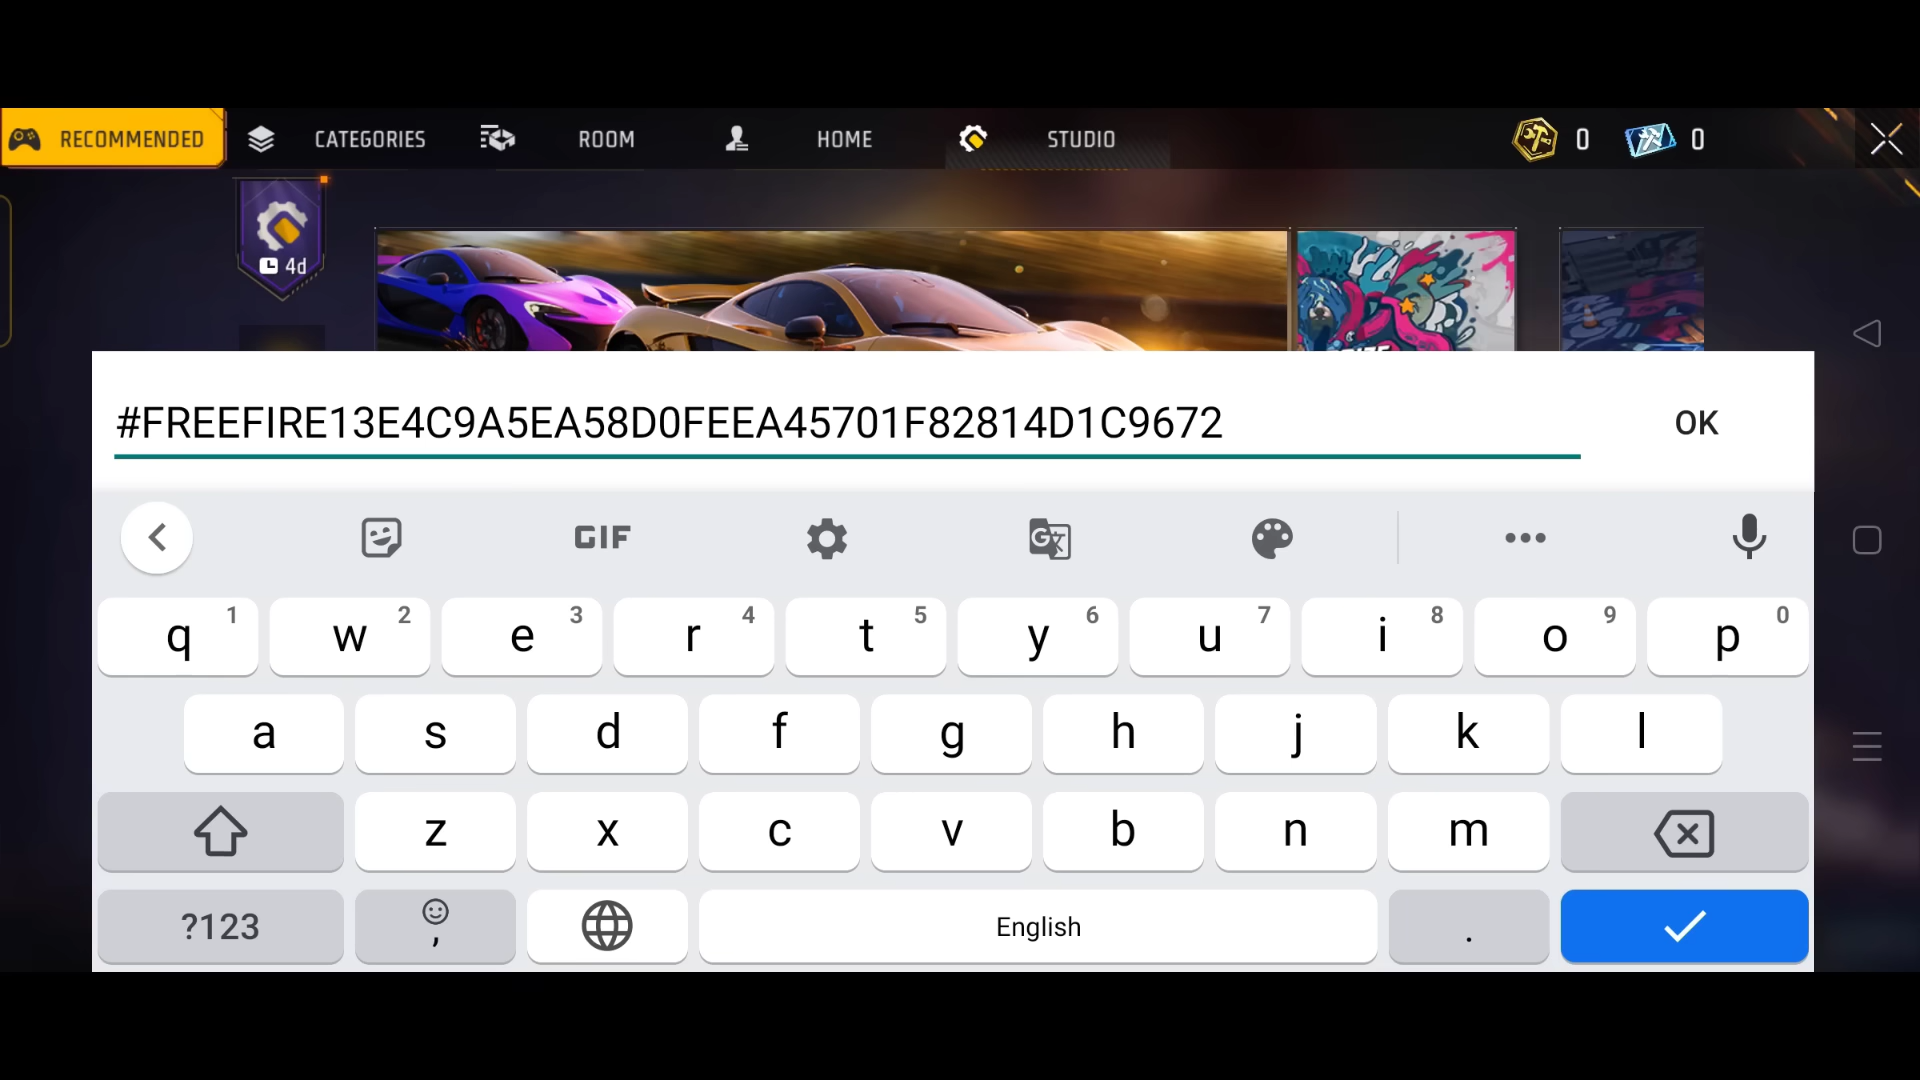 RECOMMENDED
CATEGORIES
ROOM
HOME
STUDIO
0
0
4d
#FREEFIRE13E4C9A5EA58D0FEEA45701F82814D1C9672
OK
GIF
G
q 1 w 2 e 3 r 4 t 5 y 6 u 7 i 8 o 9 p 0
a s d f g h j k l
z x c v b n m
?123 , English .